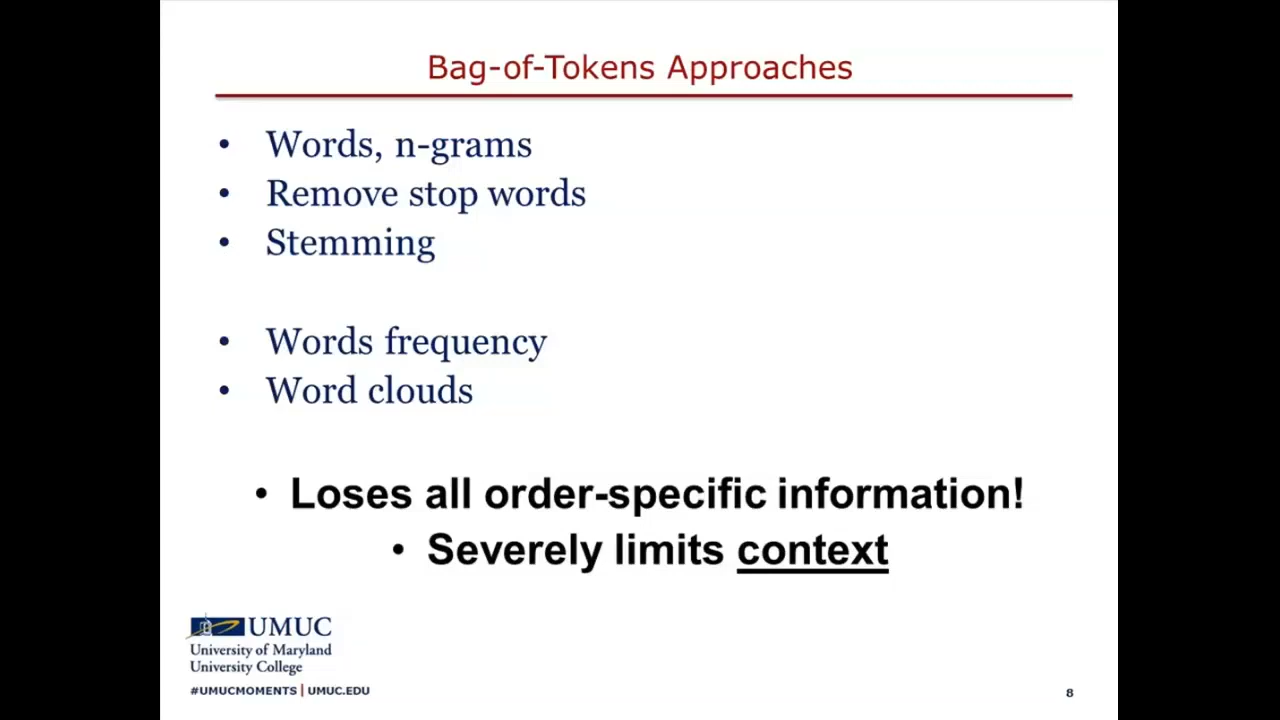 Bag-of-Tokens Approaches
• Words, n-grams
• Remove stop words
• Stemming
• Words frequency
• Word clouds
• Loses all order-specific information!
• Severely limits context
UMUC
University of Maryland
University College
#UMUCMOMENTS | UMUC.EDU
8